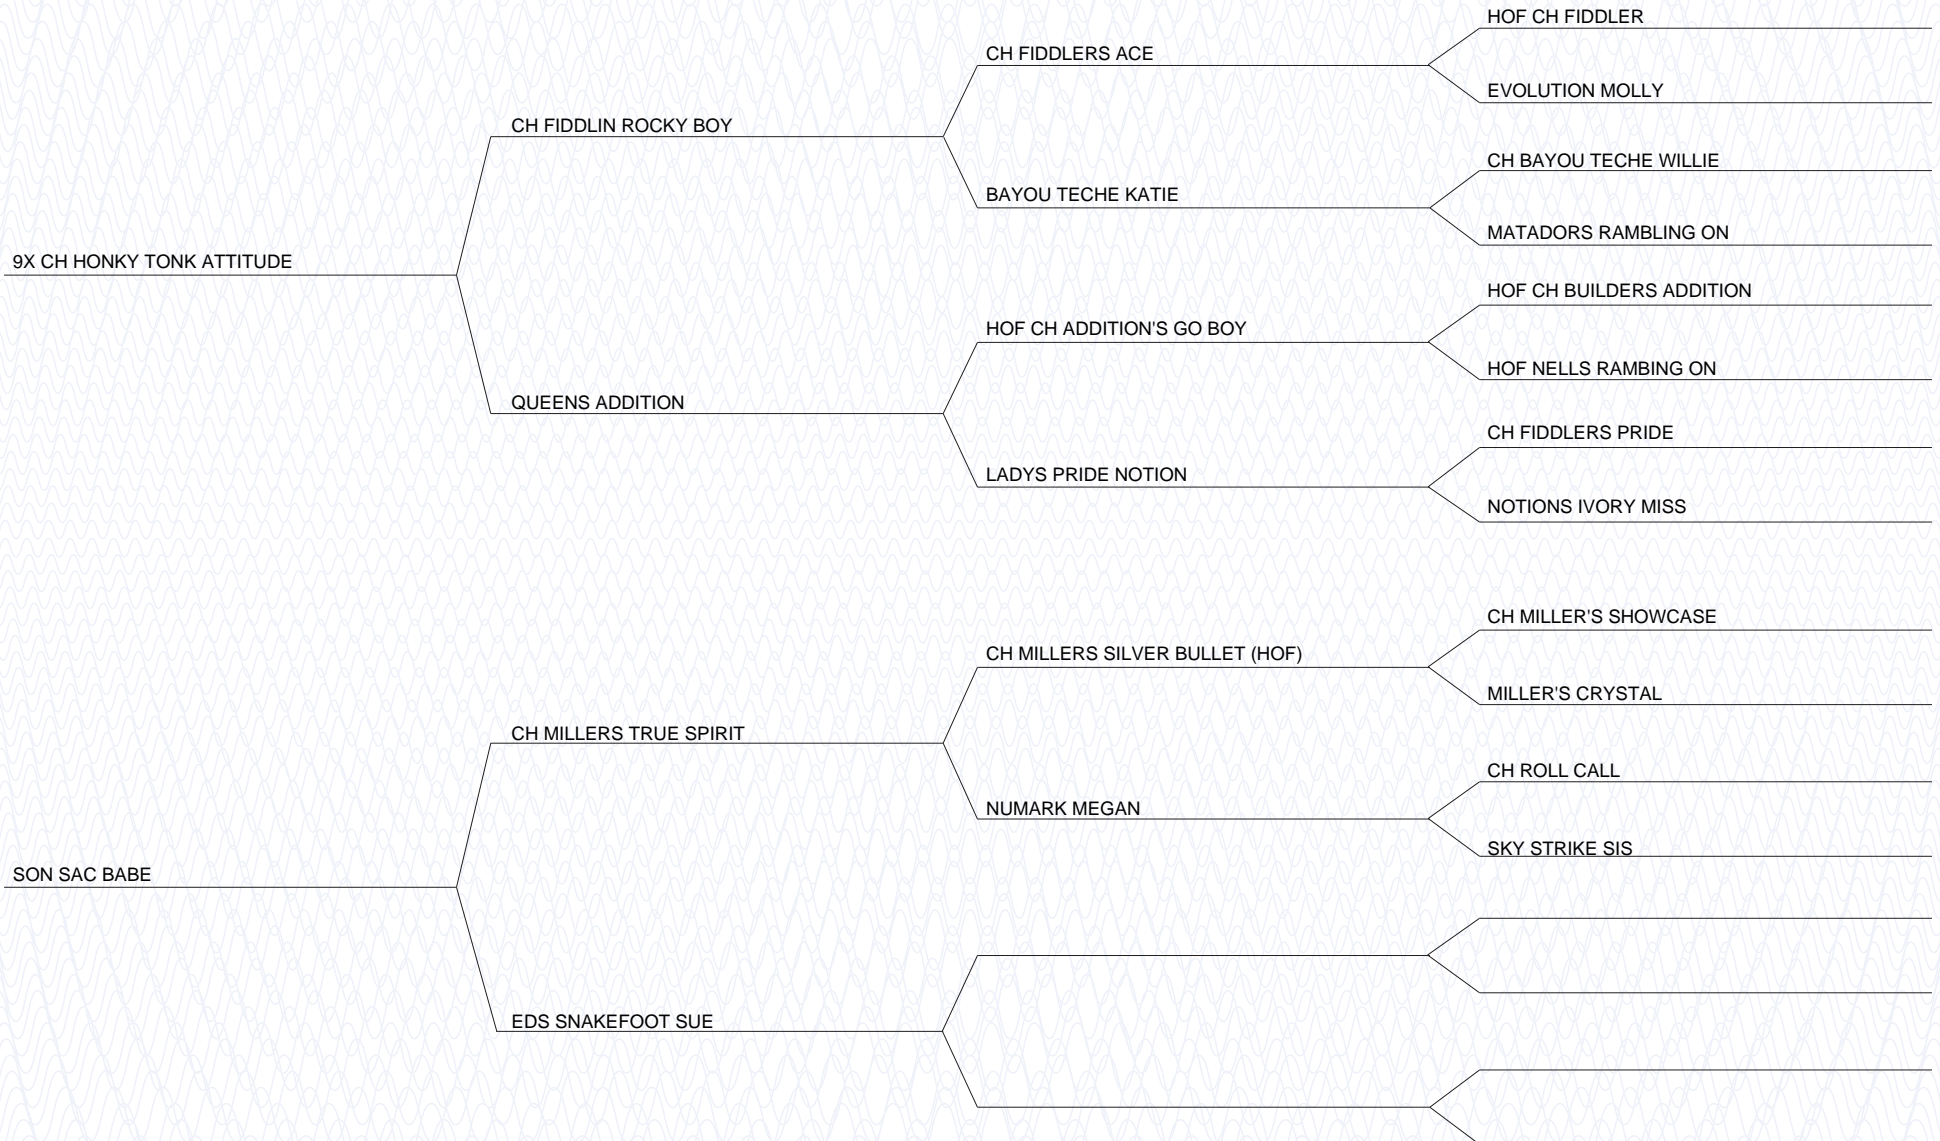 HOF CH FIDDLER
CH FIDDLERS ACE
EVOLUTION MOLLY
CH FIDDLIN ROCKY BOY
CH BAYOU TECHE WILLIE
BAYOU TECHE KATIE
MATADORS RAMBLING ON
9X CH HONKY TONK ATTITUDE
HOF CH BUILDERS ADDITION
HOF CH ADDITION'S GO BOY
HOF NELLS RAMBING ON
QUEENS ADDITION
CH FIDDLERS PRIDE
LADYS PRIDE NOTION
NOTIONS IVORY MISS
CH MILLER'S SHOWCASE
CH MILLERS SILVER BULLET (HOF)
MILLER'S CRYSTAL
CH MILLERS TRUE SPIRIT
CH ROLL CALL
NUMARK MEGAN
SKY STRIKE SIS
SON SAC BABE
EDS SNAKEFOOT SUE